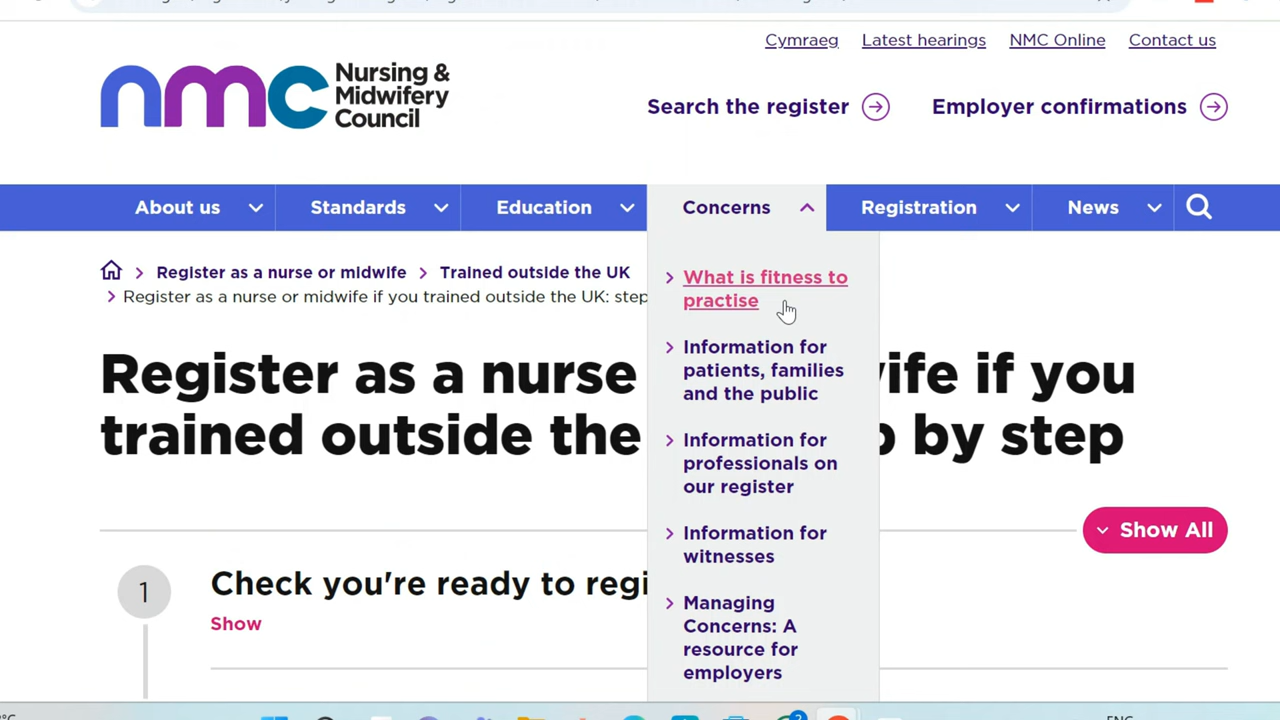 Cymraeg Latest hearings NMC Online Contact us
nmc Nursing &
Midwifery
Council
Search the register Employer confirmations
About us Standards Education Concerns Registration News
Register as a nurse or midwife Trained outside the UK
Register as a nurse or midwife if you trained outside the UK: step
What is fitness to
practise
Information for
patients, families
and the public
Information for
professionals on
our register
Information for
witnesses
Managing
Concerns: A
resource for
employers
Register as a nurse ife if you
trained outside the by step
Show All
1 Check you're ready to regi
Show
2
ENG